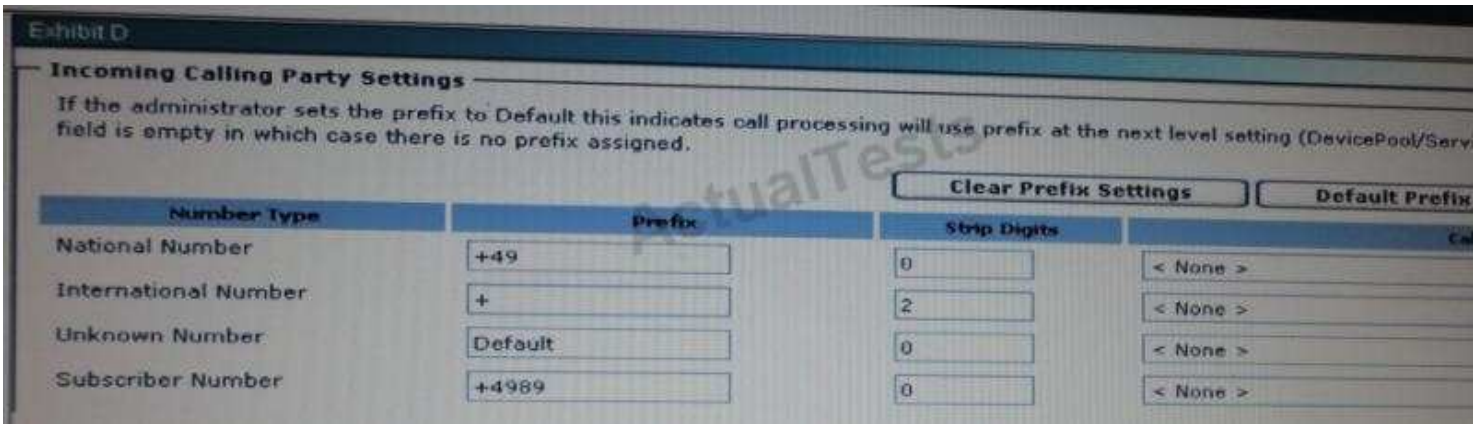 Exhibit D
Incoming Calling Party Settings
If the administrator sets the prefix to Default this indicates call processing will use prefix at the next level setting (DevicePool/Servi
field is empty in which case there is no prefix assigned.
ActualTests
Clear Prefix Settings Default Prefix
Number Type Prefix Strip Digits Cal
National Number +49 0 < None >
International Number + 2 < None >
Unknown Number Default 0 < None >
Subscriber Number +4989 0 < None >